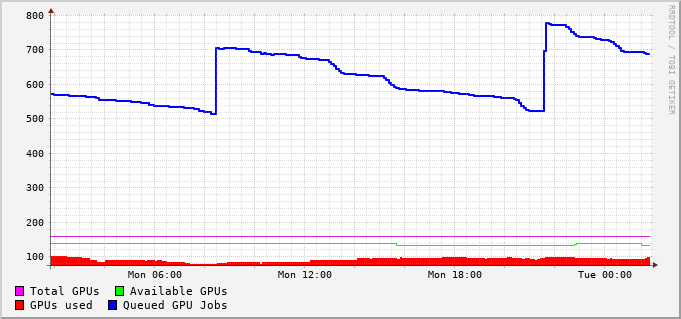 800
700
600
500
400
300
200
100
Mon 06:00 Mon 12:00 Mon 18:00 Tue 00:00
Total GPUs Available GPUs
GPUs used Queued GPU Jobs
RRDTOOL / TOBI OETIKER